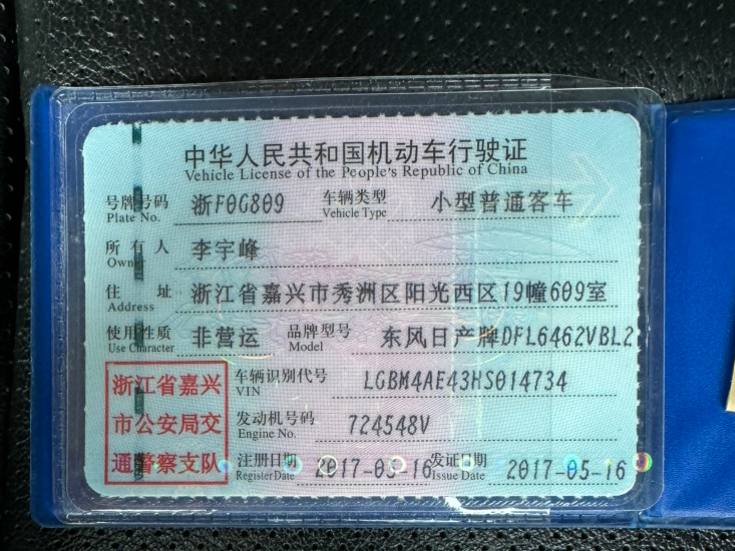 中华人民共和国机动车行驶证
Vehicle License of the People's Republic of China
号牌号码 浙F0G809 车辆类型 小型普通客车
Plate No. Vehicle Type
所有人 李宇峰
Owner
住址 浙江省嘉兴市秀洲区阳光西区19幢609室
Address
使用性质 非营运 品牌型号 东风日产牌DFL6462VBL2
Use Character Model
浙江省嘉兴
市公安局交
通警察支队
车辆识别代号 LGBM4AE43HS014734
VIN
发动机号码 724548V
Engine No.
注册日期 2017-05-16 发证日期 2017-05-16
Register Date Issue Date